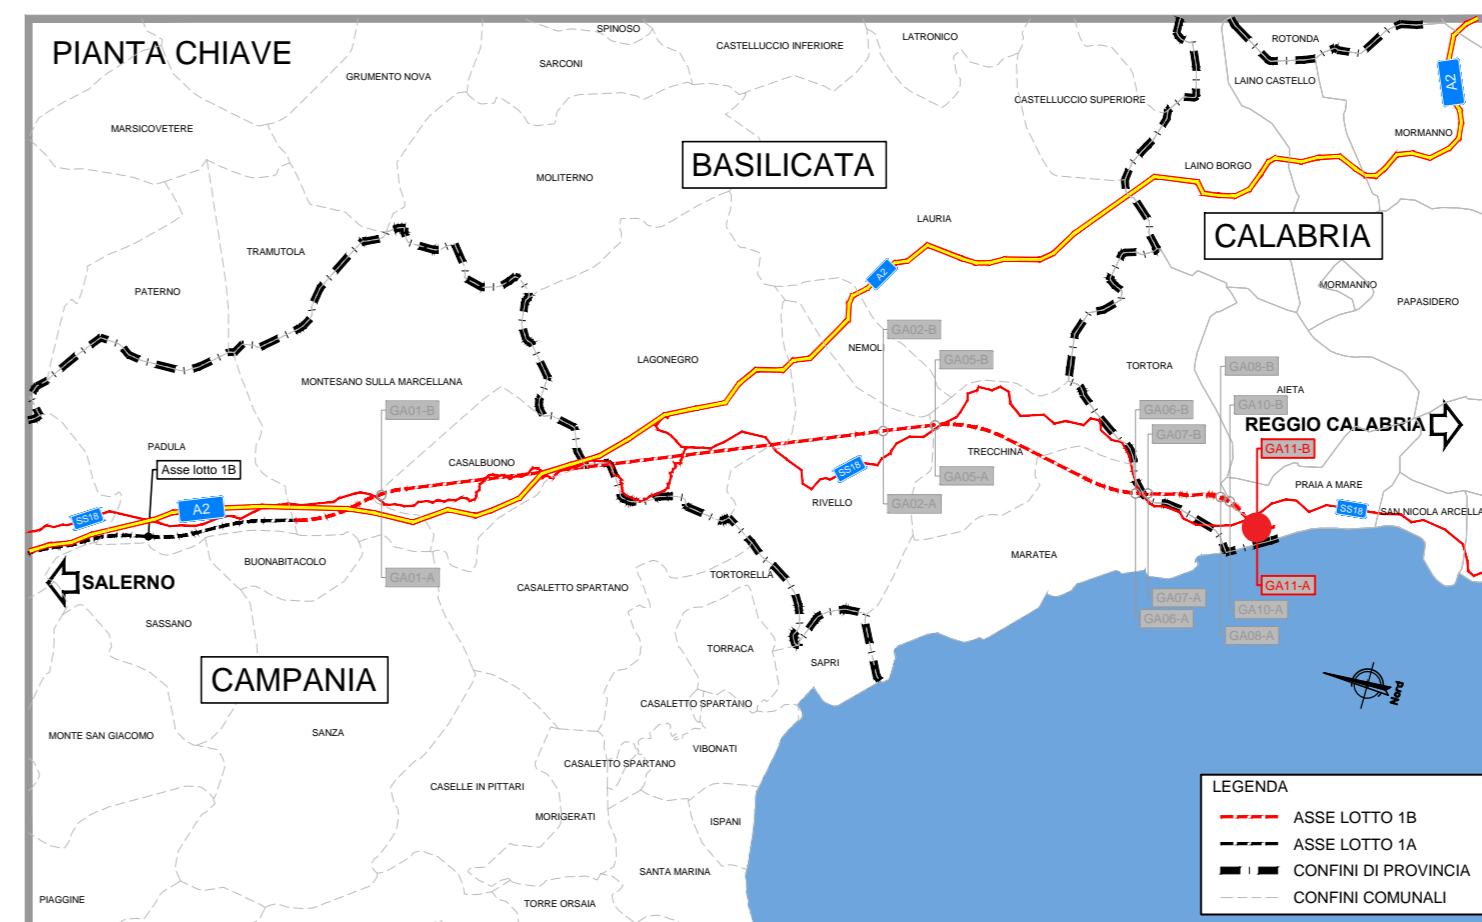 PIANTA CHIAVE
SPINOSO
CASTELLUCCIO INFERIORE
LATRONICO
ROTONDA
GRUMENTO NOVA
SARCONI
LAINO CASTELLO
A2
CASTELLUCCIO SUPERIORE
MARSICOVETERE
MORMANNO
BASILICATA
LAINO BORGO
MOLITERNO
LAURIA
CALABRIA
TRAMUTOLA
A2
MORMANNO
PATERNO
PAPASIDERO
GA02-B
NEMOLI
LAGONEGRO
GA05-B
TORTORA
GA08-B
MONTESANO SULLA MARCELLANA
AIETA
GA01-B
GA06-B
GA10-B
REGGIO CALABRIA
GA07-B
PADULA
GA11-B
TRECCHINA
CASALBUONO
Asse lotto 1B
SS18
GA05-A
PRAIA A MARE
RIVELLO
GA02-A
A2
SS18
SS18
SAN NICOLA ARCELLA
MARATEA
BUONABITACOLO
GA01-A
TORTORELLA
SALERNO
CASALETTO SPARTANO
GA11-A
GA07-A
GA10-A
SASSANO
GA06-A
GA08-A
TORRACA
SAPRI
CAMPANIA
Nord
CASALETTO SPARTANO
MONTE SAN GIACOMO
SANZA
VIBONATI
CASALETTO SPARTANO
CASELLE IN PITTARI
LEGENDA
MORIGERATI
ISPANI
ASSE LOTTO 1B
ASSE LOTTO 1A
SANTA MARINA
CONFINI DI PROVINCIA
PIAGGINE
TORRE ORSAIA
CONFINI COMUNALI